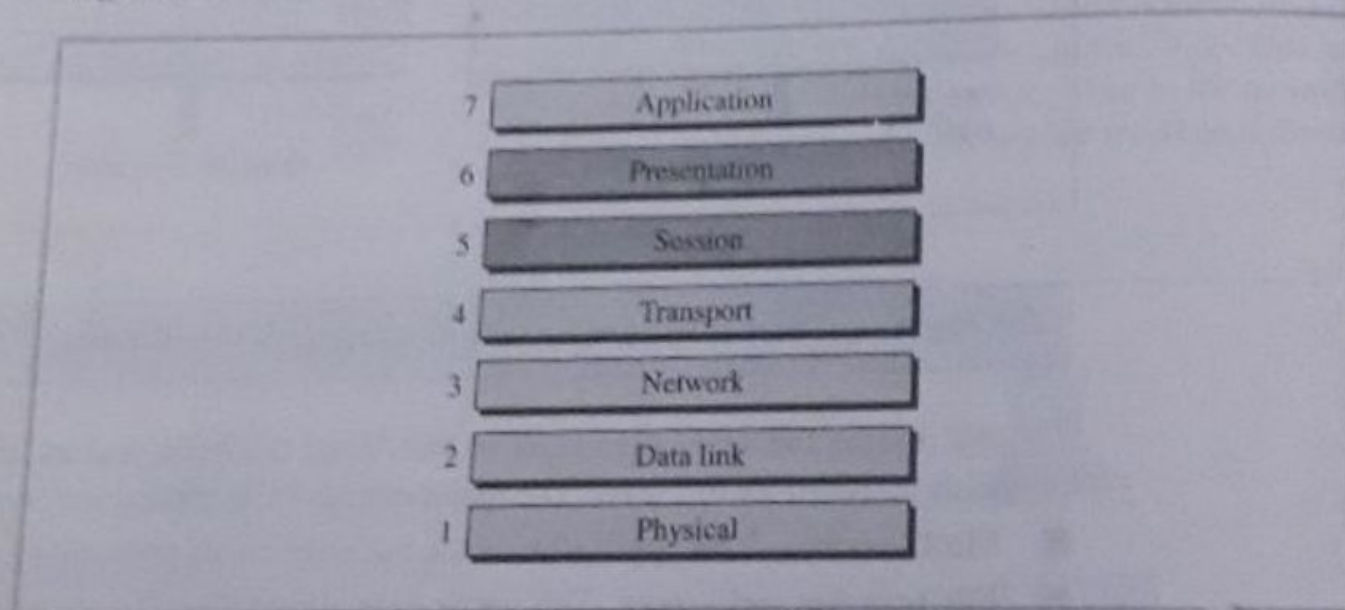 7 Application
6 Presentation
5 Session
4 Transport
3 Network
2 Data link
1 Physical